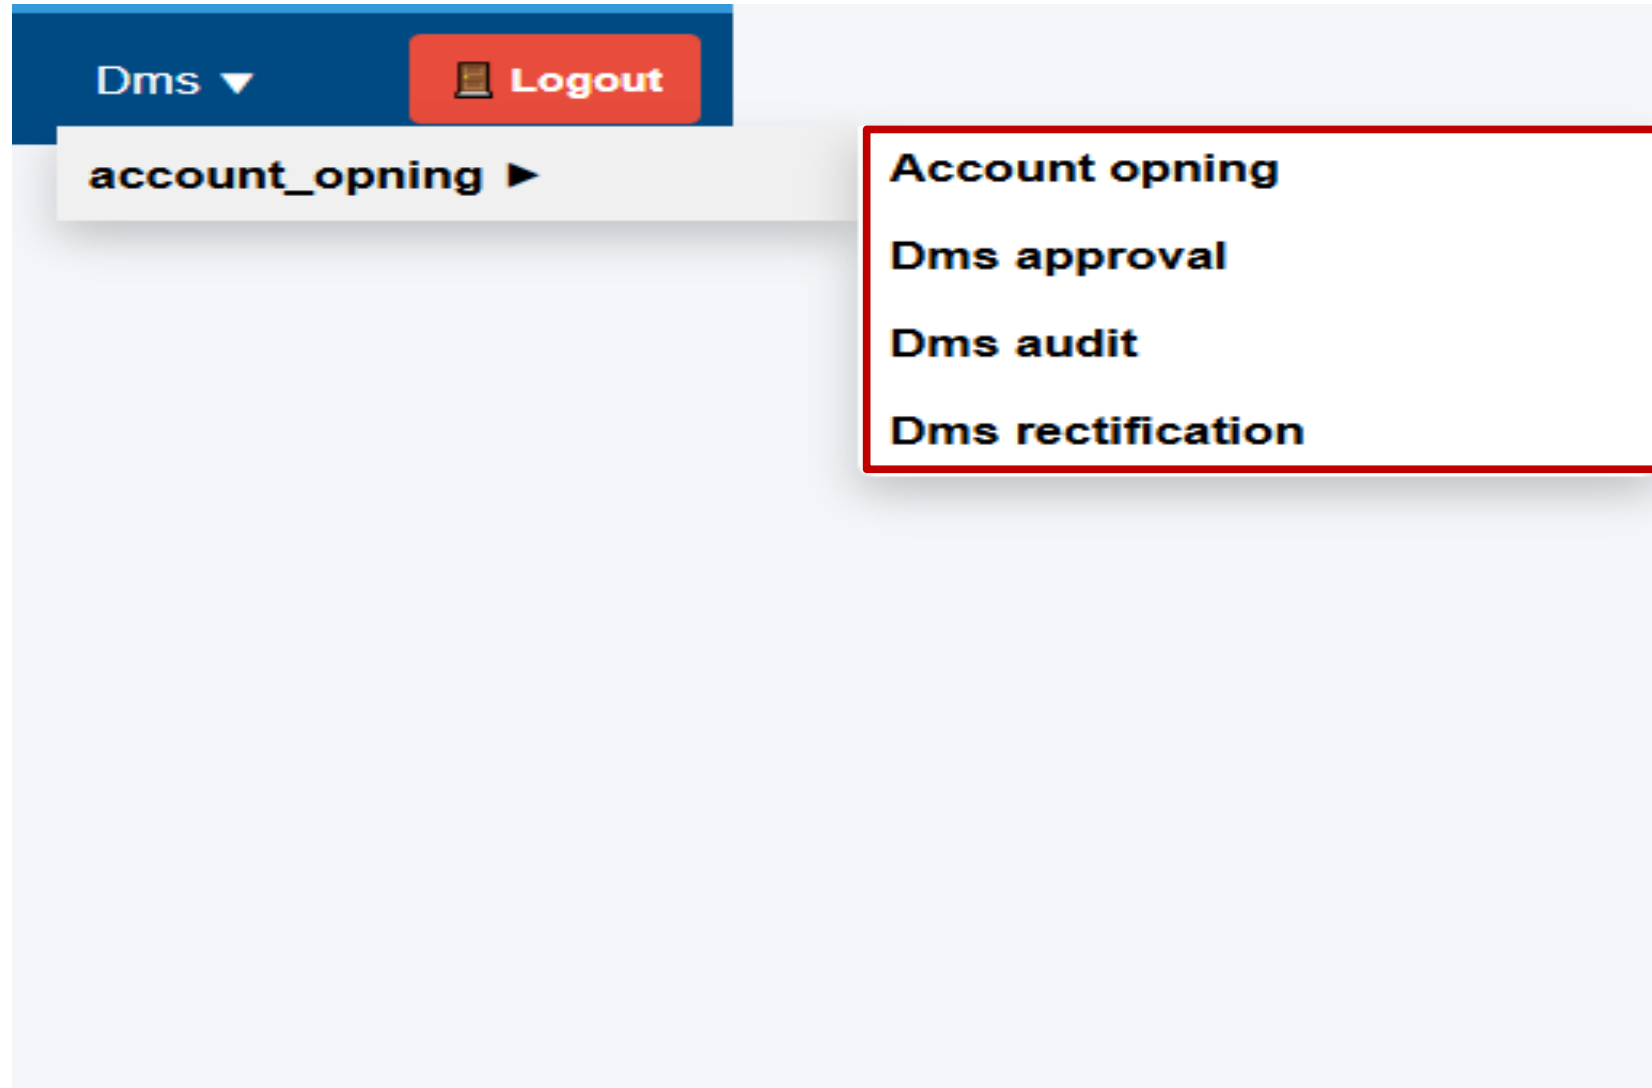 Dms ▼
Logout
account_opning ►
Account opning
Dms approval
Dms audit
Dms rectification